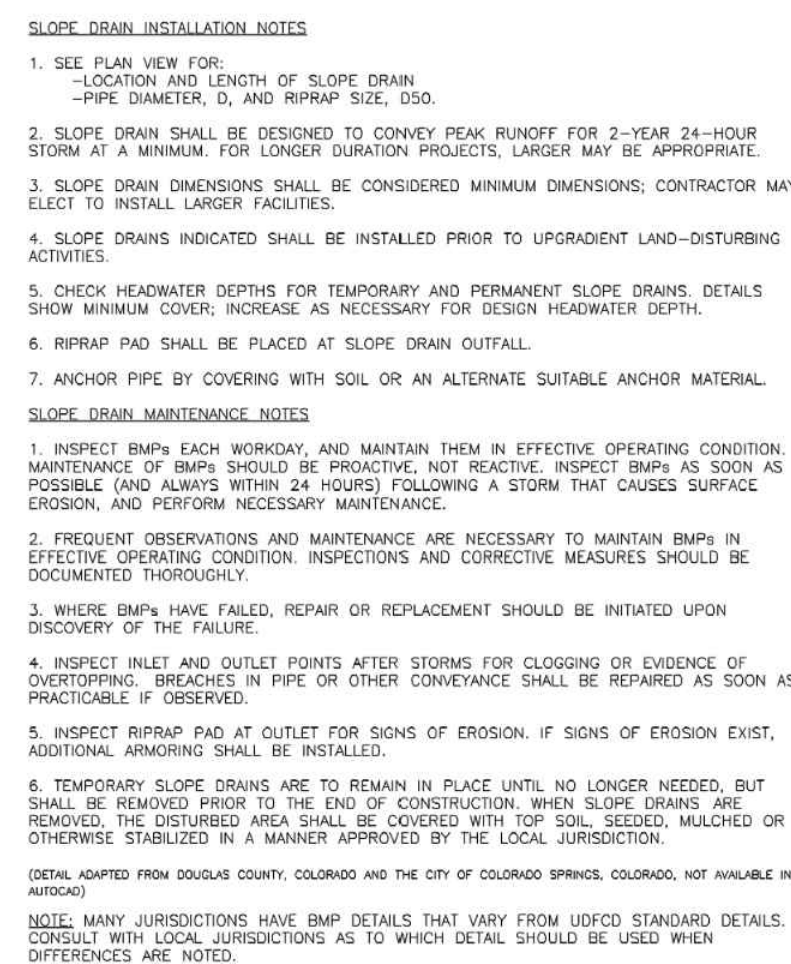 SLOPE DRAIN INSTALLATION NOTES
1. SEE PLAN VIEW FOR:
-LOCATION AND LENGTH OF SLOPE DRAIN
-PIPE DIAMETER, D, AND RIPRAP SIZE, D50.
2. SLOPE DRAIN SHALL BE DESIGNED TO CONVEY PEAK RUNOFF FOR 2-YEAR 24-HOUR
STORM AT A MINIMUM. FOR LONGER DURATION PROJECTS, LARGER MAY BE APPROPRIATE.
3. SLOPE DRAIN DIMENSIONS SHALL BE CONSIDERED MINIMUM DIMENSIONS; CONTRACTOR MAY
ELECT TO INSTALL LARGER FACILITIES.
4. SLOPE DRAINS INDICATED SHALL BE INSTALLED PRIOR TO UPGRADIENT LAND-DISTURBING
ACTIVITIES.
5. CHECK HEADWATER DEPTHS FOR TEMPORARY AND PERMANENT SLOPE DRAINS. DETAILS
SHOW MINIMUM COVER; INCREASE AS NECESSARY FOR DESIGN HEADWATER DEPTH.
6. RIPRAP PAD SHALL BE PLACED AT SLOPE DRAIN OUTFALL.
7. ANCHOR PIPE BY COVERING WITH SOIL OR AN ALTERNATE SUITABLE ANCHOR MATERIAL.
SLOPE DRAIN MAINTENANCE NOTES
1. INSPECT BMPs EACH WORKDAY, AND MAINTAIN THEM IN EFFECTIVE OPERATING CONDITION.
MAINTENANCE OF BMPs SHOULD BE PROACTIVE, NOT REACTIVE. INSPECT BMPs AS SOON AS
POSSIBLE (AND ALWAYS WITHIN 24 HOURS) FOLLOWING A STORM THAT CAUSES SURFACE
EROSION, AND PERFORM NECESSARY MAINTENANCE.
2. FREQUENT OBSERVATIONS AND MAINTENANCE ARE NECESSARY TO MAINTAIN BMPs IN
EFFECTIVE OPERATING CONDITION. INSPECTIONS AND CORRECTIVE MEASURES SHOULD BE
DOCUMENTED THOROUGHLY.
3. WHERE BMPs HAVE FAILED, REPAIR OR REPLACEMENT SHOULD BE INITIATED UPON
DISCOVERY OF THE FAILURE.
4. INSPECT INLET AND OUTLET POINTS AFTER STORMS FOR CLOGGING OR EVIDENCE OF
OVERTOPPING. BREACHES IN PIPE OR OTHER CONVEYANCE SHALL BE REPAIRED AS SOON AS
PRACTICABLE IF OBSERVED.
5. INSPECT RIPRAP PAD AT OUTLET FOR SIGNS OF EROSION. IF SIGNS OF EROSION EXIST,
ADDITIONAL ARMORING SHALL BE INSTALLED.
6. TEMPORARY SLOPE DRAINS ARE TO REMAIN IN PLACE UNTIL NO LONGER NEEDED, BUT
SHALL BE REMOVED PRIOR TO THE END OF CONSTRUCTION. WHEN SLOPE DRAINS ARE
REMOVED, THE DISTURBED AREA SHALL BE COVERED WITH TOP SOIL, SEEDED, MULCHED OR
OTHERWISE STABILIZED IN A MANNER APPROVED BY THE LOCAL JURISDICTION.
(DETAIL ADAPTED FROM DOUGLAS COUNTY, COLORADO AND THE CITY OF COLORADO SPRINGS, COLORADO, NOT AVAILABLE IN
AUTOCAD)
NOTE: MANY JURISDICTIONS HAVE BMP DETAILS THAT VARY FROM UDFCD STANDARD DETAILS.
CONSULT WITH LOCAL JURISDICTIONS AS TO WHICH DETAIL SHOULD BE USED WHEN
DIFFERENCES ARE NOTED.